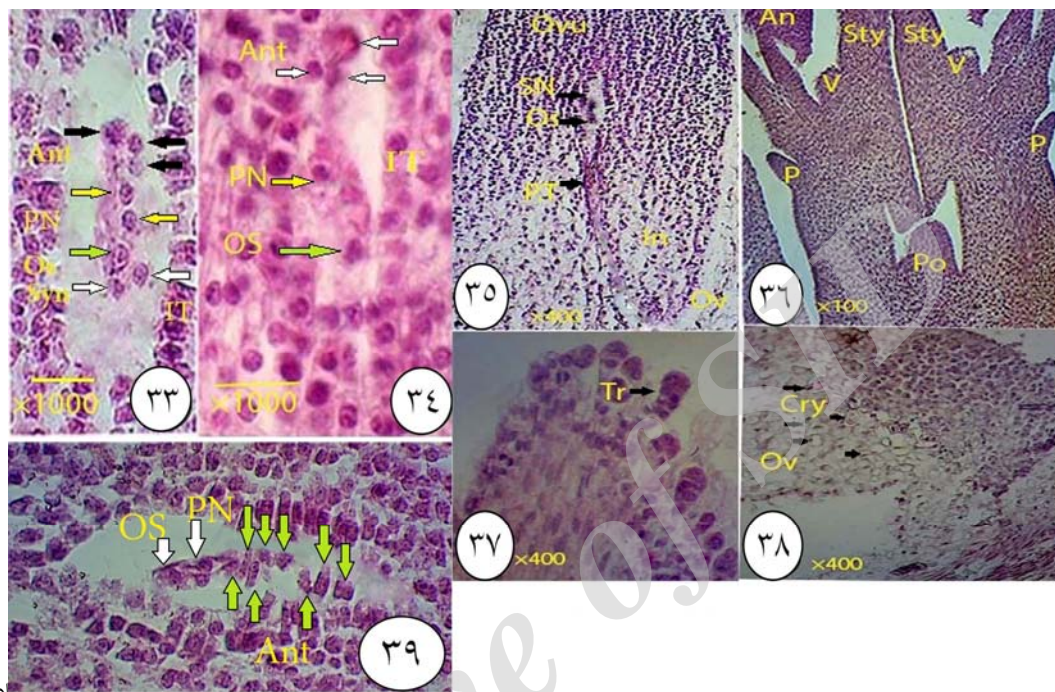 Ant
PN
Os
Syn
IT
×1000
٣٣
Ant
PN
IT
OS
×1000
٣٤
Ovu
SN
Os
PT
In
Ov
×400
٣٥
An
Sty
Sty
V
V
P
P
Po
×100
٣٦
Tr
×400
٣٧
Cry
Ov
×400
٣٨
OS
PN
Ant
٣٩
e of S